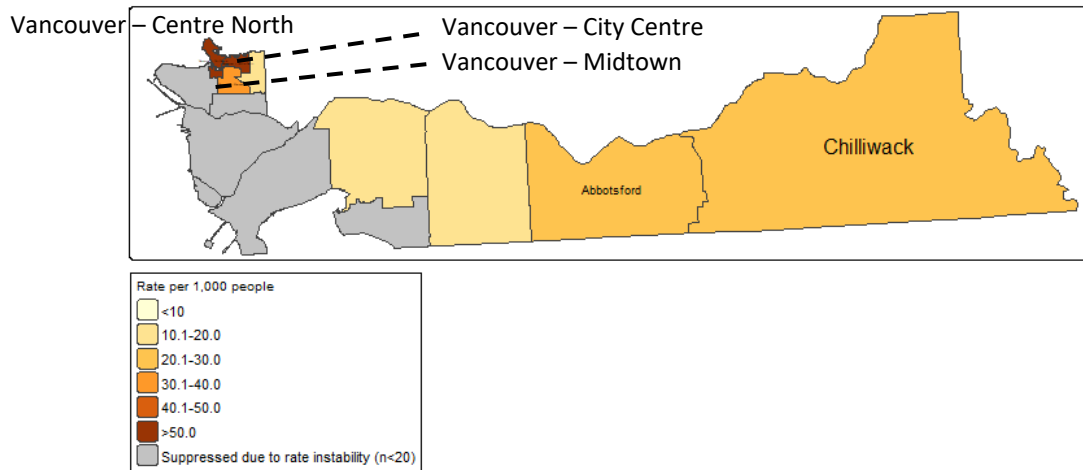 Vancouver – Centre North
Vancouver – City Centre
Vancouver – Midtown
Chilliwack
Abbotsford
Rate per 1,000 people
<10
10.1-20.0
20.1-30.0
30.1-40.0
40.1-50.0
>50.0
Suppressed due to rate instability (n<20)